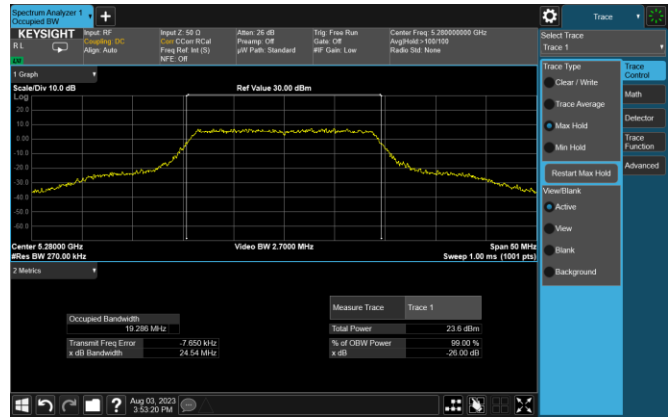 Spectrum Analyzer 1
Occupied BW
+
Trace
KEYSIGHT
R L
LV
Input: RF
Coupling: DC
Align: Auto
Input Z: 50 Ω
Corr CCorr RCal
Freq Ref: Int (S)
NFE: Off
Atten: 26 dB
Preamp: Off
µW Path: Standard
Trig: Free Run
Gate: Off
#IF Gain: Low
Center Freq: 5.280000000 GHz
Avg|Hold >100/100
Radio Std: None
Select Trace
Trace 1
1 Graph
Scale/Div 10.0 dB
Ref Value 30.00 dBm
Log
20.0
10.0
0.00
-10.0
-20.0
-30.0
-40.0
-50.0
-60.0
Center 5.28000 GHz
#Res BW 270.00 kHz
Video BW 2.7000 MHz
Span 50 MHz
Sweep 1.00 ms (1001 pts)
2 Metrics
Occupied Bandwidth
19.286 MHz
Transmit Freq Error -7.650 kHz
x dB Bandwidth 24.54 MHz
Measure Trace Trace 1
Total Power 23.6 dBm
% of OBW Power 99.00 %
x dB -26.00 dB
Trace Type
Clear / Write
Trace Average
Max Hold
Min Hold
Restart Max Hold
View/Blank
Active
View
Blank
Background
Trace
Control
Math
Detector
Trace
Function
Advanced
?
Aug 03, 2023
3:53:20 PM